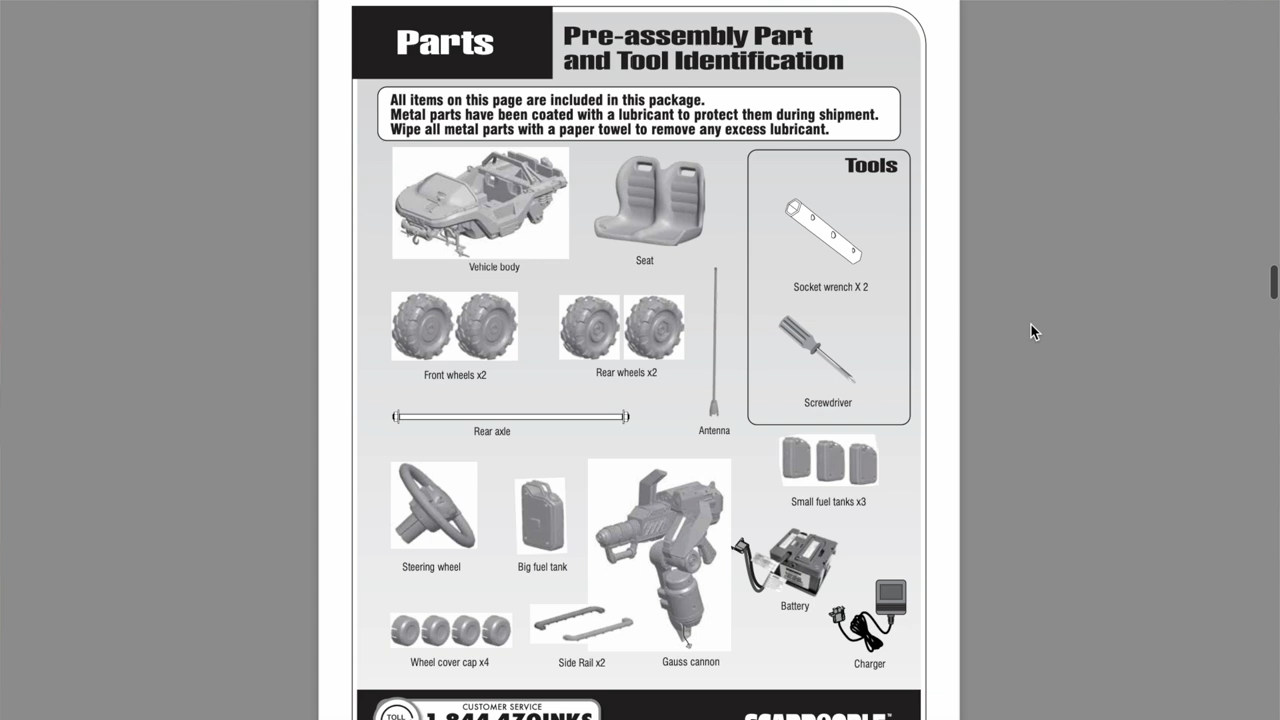 Parts
Pre-assembly Part
and Tool Identification
All items on this page are included in this package.
Metal parts have been coated with a lubricant to protect them during shipment.
Wipe all metal parts with a paper towel to remove any excess lubricant.
Tools
Vehicle body
Seat
Socket wrench X 2
Front wheels x2
Rear wheels x2
Screwdriver
Rear axle
Antenna
Small fuel tanks x3
Steering wheel
Big fuel tank
Battery
Wheel cover cap x4
Side Rail x2
Gauss cannon
Charger
CUSTOMER SERVICE
TOLL